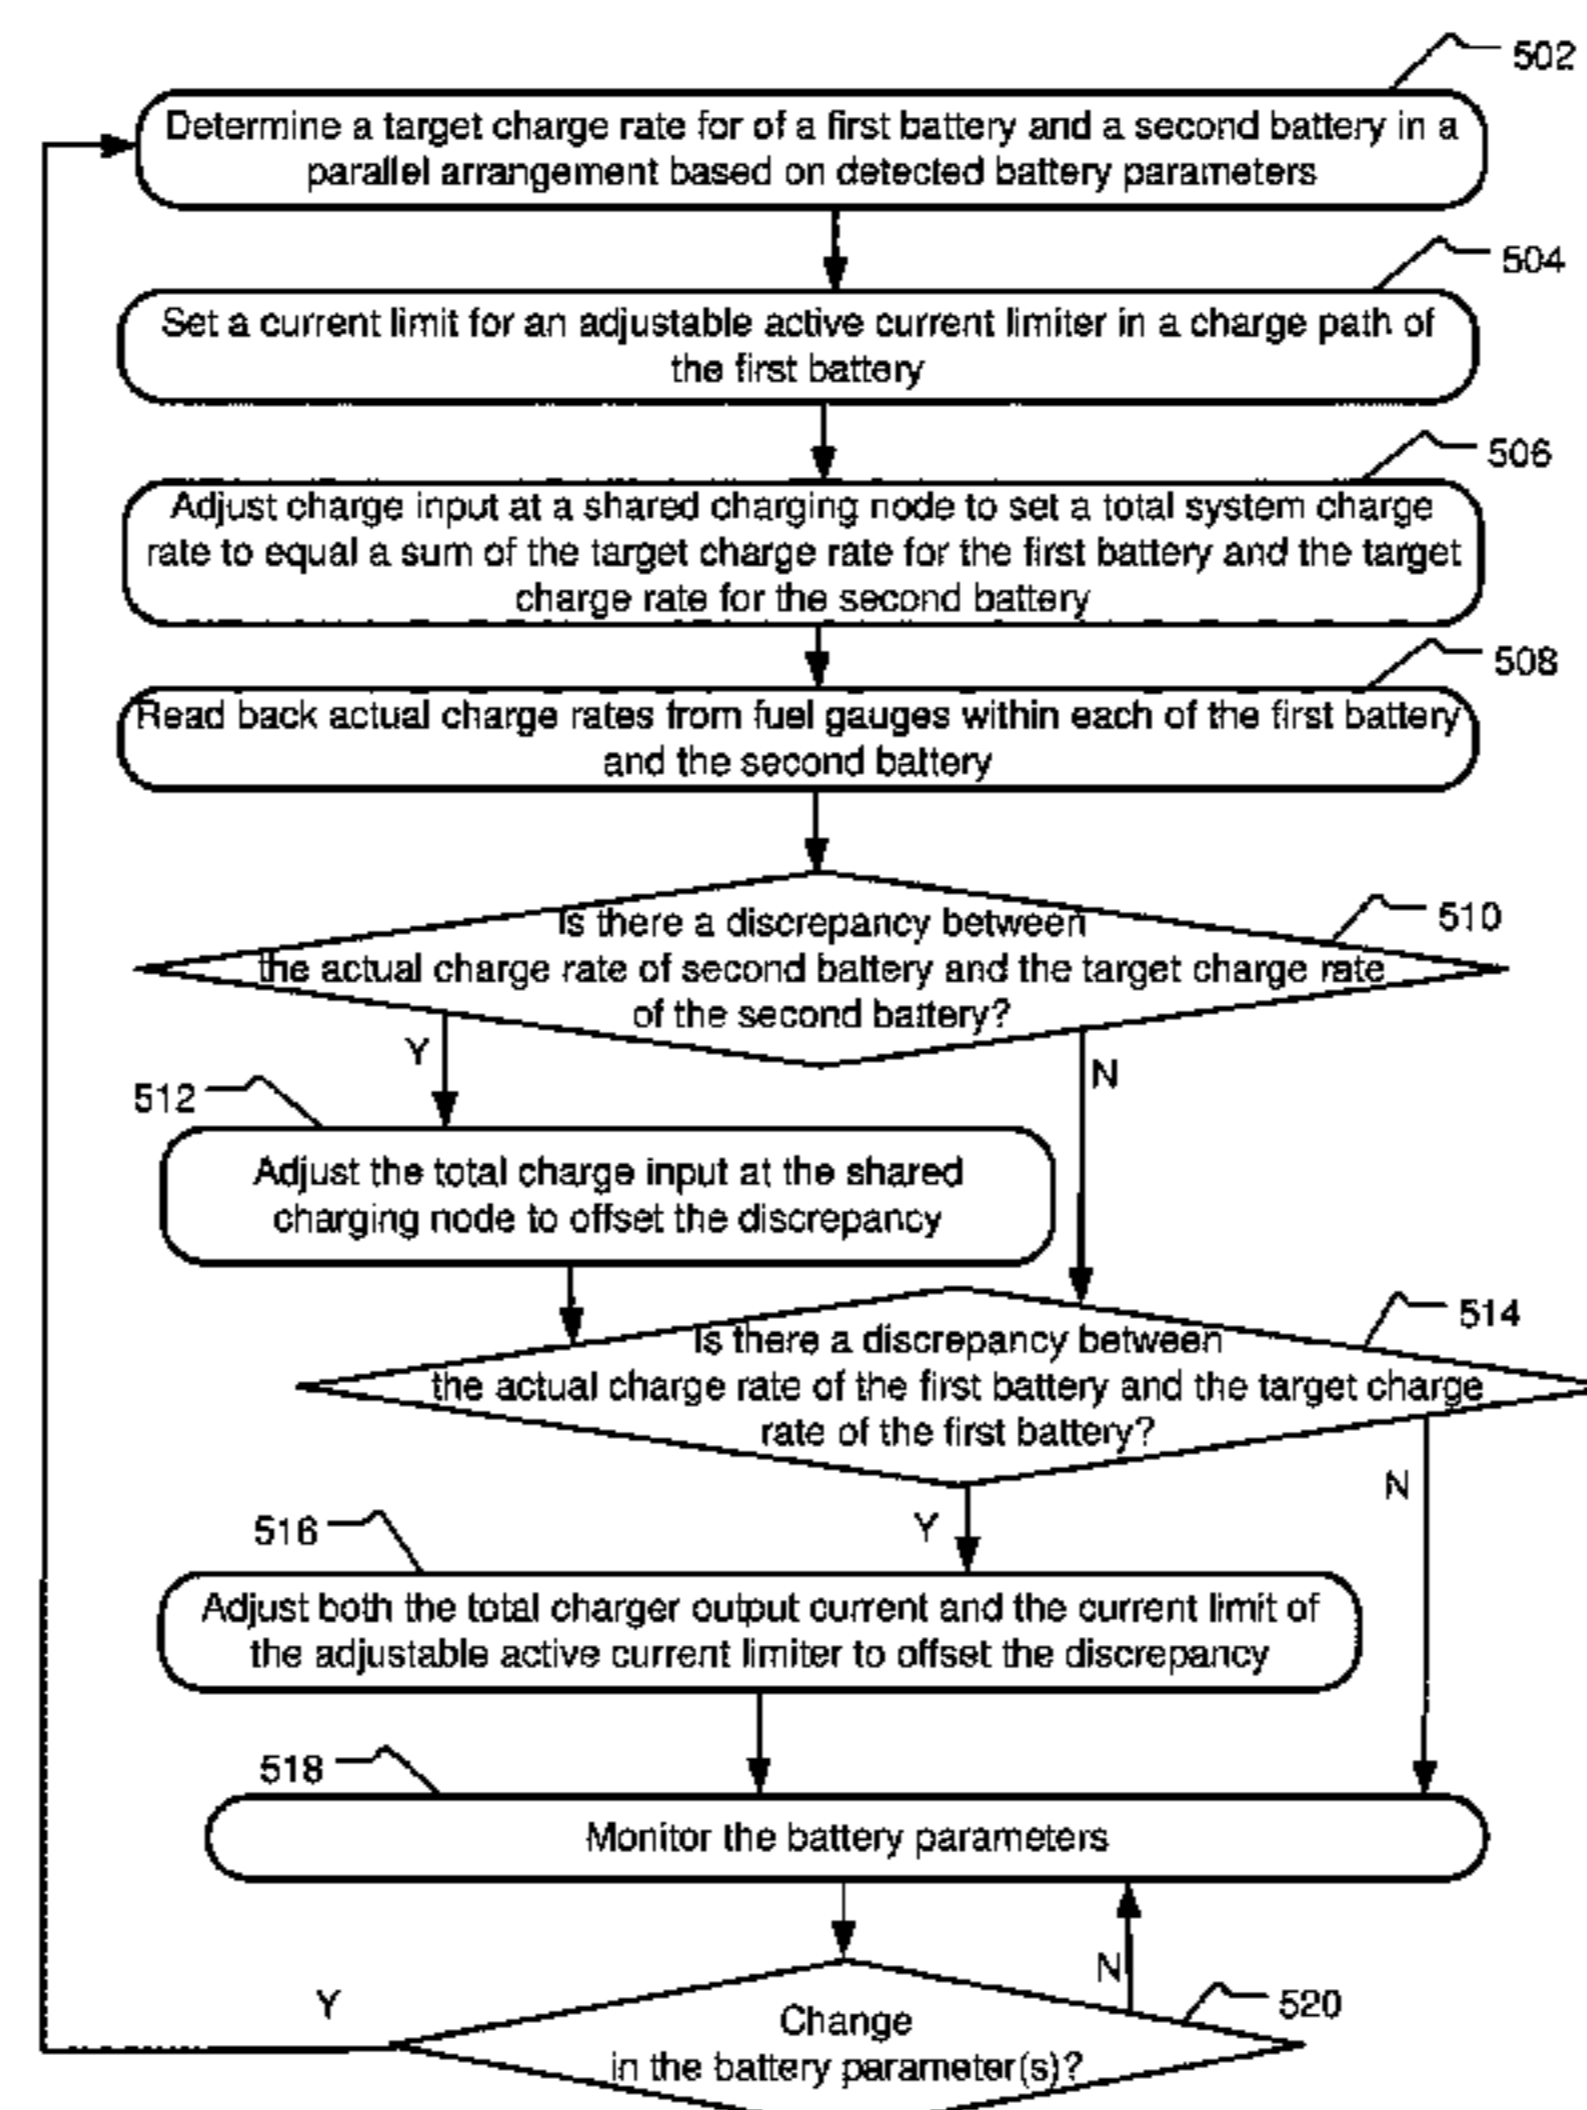 502
Determine a target charge rate for of a first battery and a second battery in a
parallel arrangement based on detected battery parameters
504
Set a current limit for an adjustable active current limiter in a charge path of
the first battery
506
Adjust charge input at a shared charging node to set a total system charge
rate to equal a sum of the target charge rate for the first battery and the target
charge rate for the second battery
508
Read back actual charge rates from fuel gauges within each of the first battery
and the second battery
510
Is there a discrepancy between
the actual charge rate of second battery and the target charge rate
of the second battery?
Y
N
512
Adjust the total charge input at the shared
charging node to offset the discrepancy
514
Is there a discrepancy between
the actual charge rate of the first battery and the target charge
rate of the first battery?
N
Y
516
Adjust both the total charger output current and the current limit of
the adjustable active current limiter to offset the discrepancy
518
Monitor the battery parameters
N
Y
520
Change
in the battery parameter(s)?